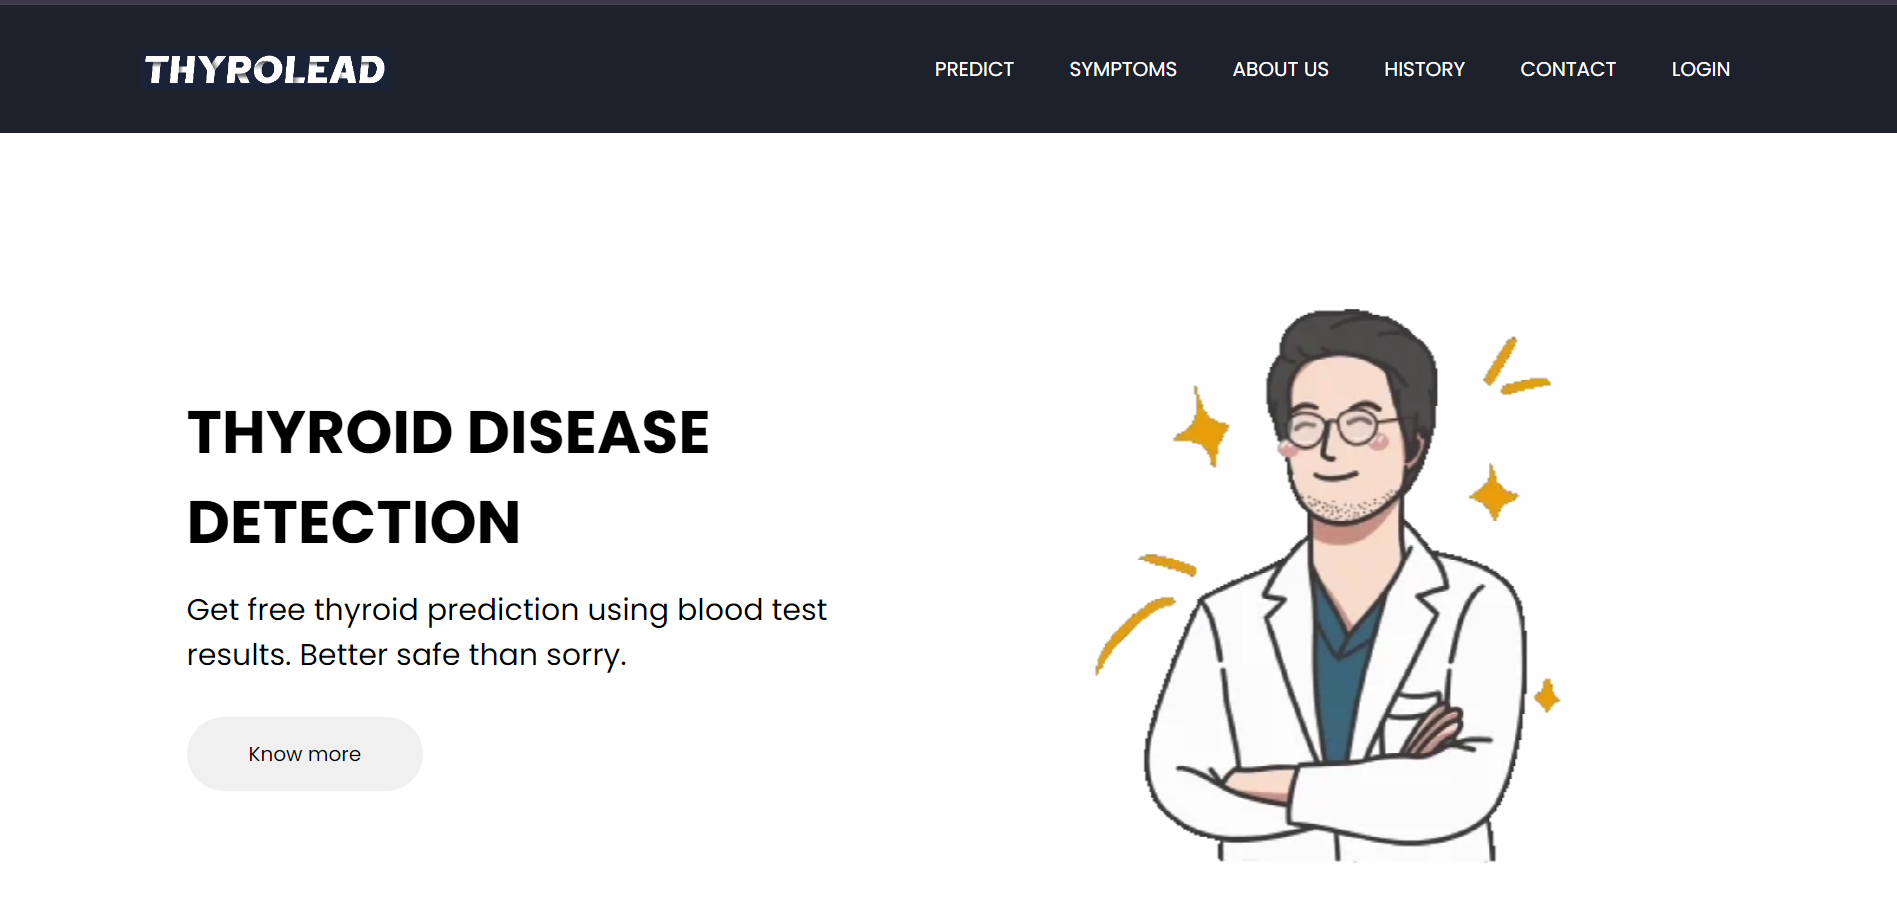 THYROLEAD
PREDICT SYMPTOMS ABOUT US HISTORY CONTACT LOGIN
THYROID DISEASE
DETECTION
Get free thyroid prediction using blood test
results. Better safe than sorry.
Know more